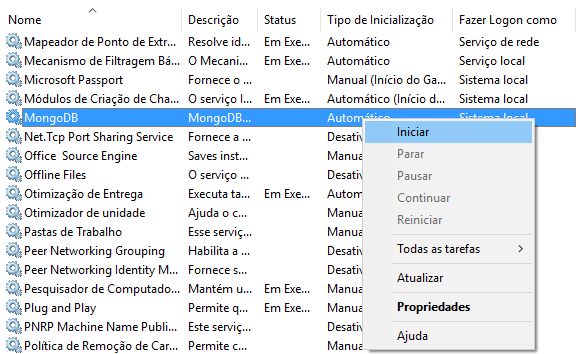 Nome Descrição Status Tipo de Inicialização Fazer Logon como
Mapeador de Ponto de Extr... Resolve id... Em Exe... Automático Serviço de rede
Mecanismo de Filtragem Bá... O Mecani... Em Exe... Automático Serviço local
Microsoft Passport Fornece o ... Manual (Início do Ga... Sistema local
Módulos de Criação de Cha... O serviço I... Em Exe... Automático (Início d... Sistema local
MongoDB MongoDB... Automático Sistema local
Net.Tcp Port Sharing Service Fornece a ... Desativ
Iniciar
Office Source Engine Saves inst... Manua
Parar
Offline Files O serviço ... Desativ
Pausar
Otimização de Entrega Executa ta... Em Exe... Autom
Continuar
Otimizador de unidade Ajuda o c... Manua
Reiniciar
Pastas de Trabalho Esse serviç... Manua
Peer Networking Grouping Habilita a ... Desativ
Todas as tarefas
Peer Networking Identity M... Fornece s... Desativ
Atualizar
Pesquisador de Computado... Mantém u... Em Exe... Manua
Plug and Play Permite q... Em Exe... Manua
Propriedades
PNRP Machine Name Publi... Este serviç... Desativ
Ajuda
Política de Remoção de Car... Permite qu... Manua